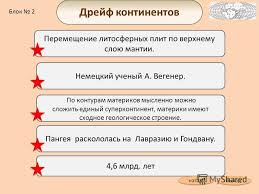 Блок № 2
Дрейф континентов
Перемещение литосферных плит по верхнему
слою мантии.
Немецкий ученый А. Вегенер.
По контурам материков мысленно можно
сложить единый суперконтинент, материки имеют
сходное геологическое строение.
Пангея раскололась на Лавразию и Гондвану.
4,6 млрд. лет
MyShared